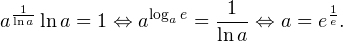 $a^{\frac{1}{\ln a}} \ln a = 1 \Leftrightarrow a^{\log_a e} = \frac{1}{\ln a} \Leftrightarrow a = e^{\frac{1}{e}}.$